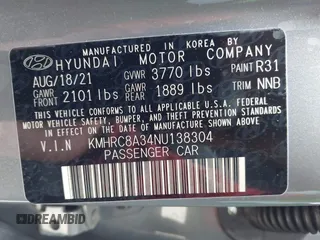 MANUFACTURED IN KOREA BY
HYUNDAI MOTOR COMPANY
AUG/18/21 GVWR 3770 lbs PAINT R31
GAWR FRONT 2101 lbs GAWR REAR 1889 lbs TRIM NNB
THIS VEHICLE CONFORMS TO ALL APPLICABLE
FEDERAL MOTOR VEHICLE SAFETY, BUMPER AND
THEFT PREVENTION STANDARDS IN EFFECT ON
THE DATE OF MANUFACTURE SHOWN ABOVE.
V.I.N KMHRC8A34NU138304
PASSENGER CAR
DREAMBID